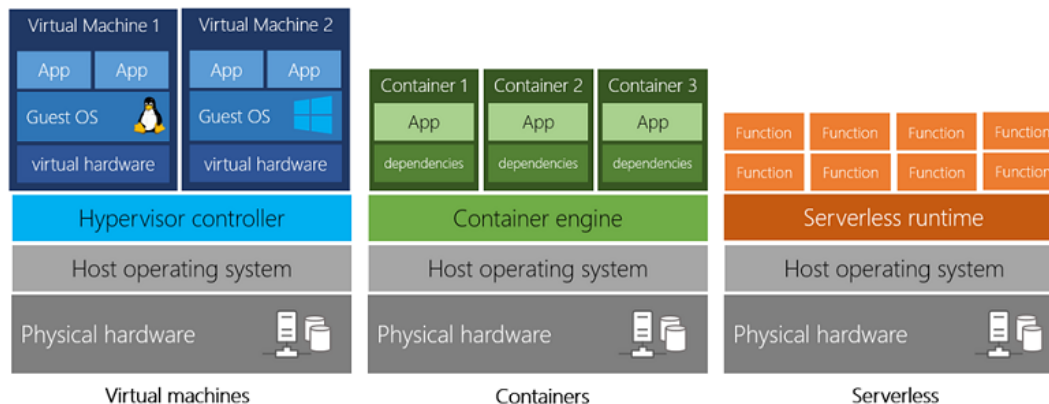 Virtual Machine 1
App App
Guest OS
virtual hardware
Virtual Machine 2
App App
Guest OS
virtual hardware
Hypervisor controller
Host operating system
Physical hardware
Virtual machines
Container 1
App
dependencies
Container 2
App
dependencies
Container 3
App
dependencies
Container engine
Host operating system
Physical hardware
Containers
Function Function Function Function
Function Function Function Function
Serverless runtime
Host operating system
Physical hardware
Serverless